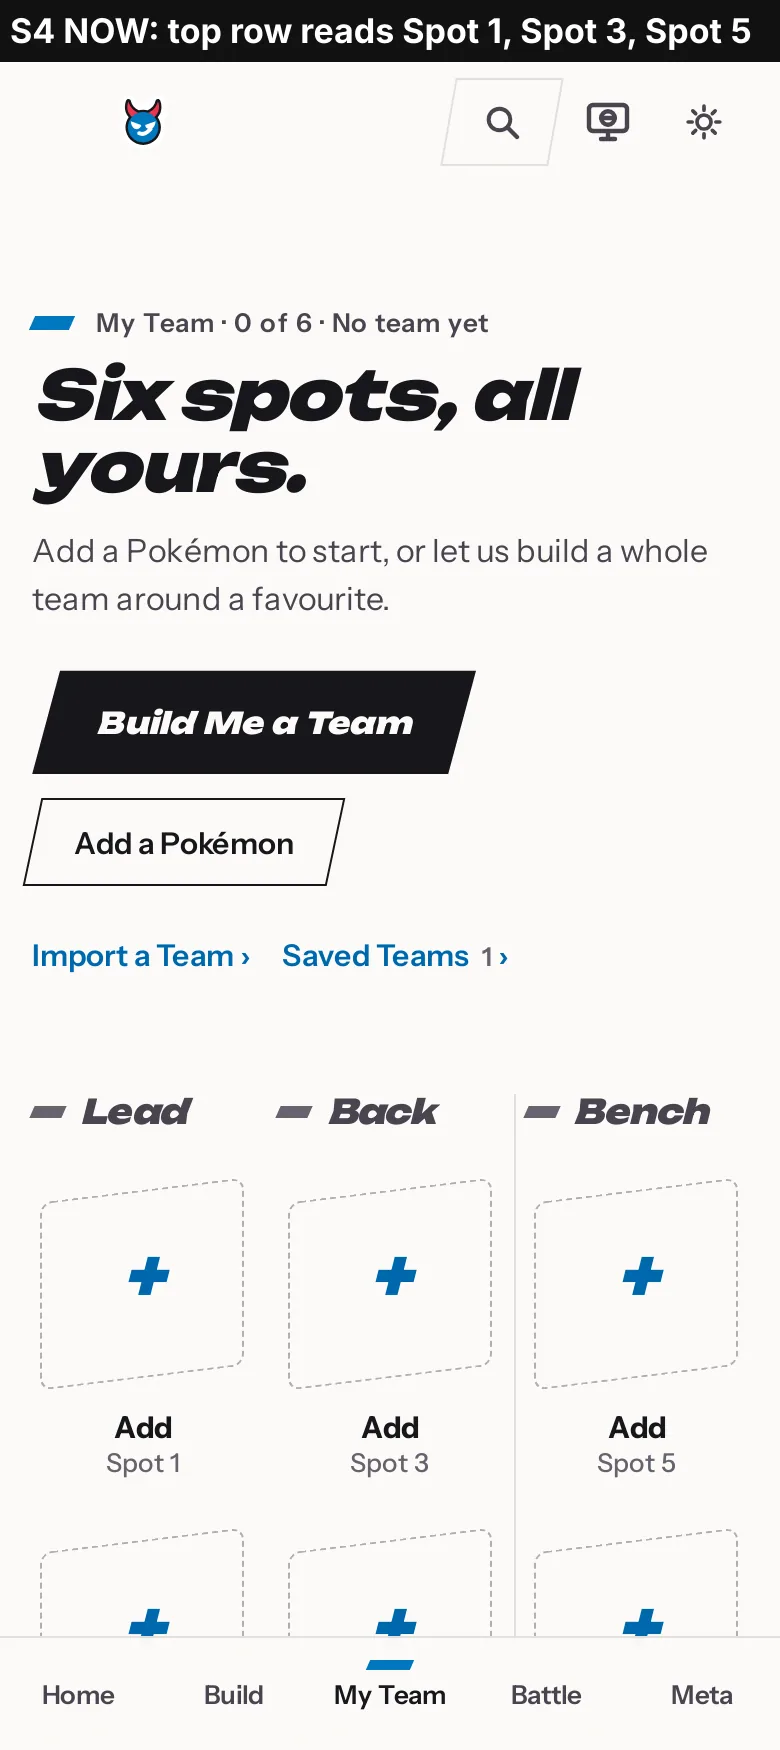 S4 NOW: top row reads Spot 1, Spot 3, Spot 5
My Team · 0 of 6 · No team yet
Six spots, all
yours.
Add a Pokémon to start, or let us build a whole
team around a favourite.
Build Me a Team
Add a Pokémon
Import a Team › Saved Teams 1 ›
Lead Back Bench
Add Add Add
Spot 1 Spot 3 Spot 5
Home Build My Team Battle Meta